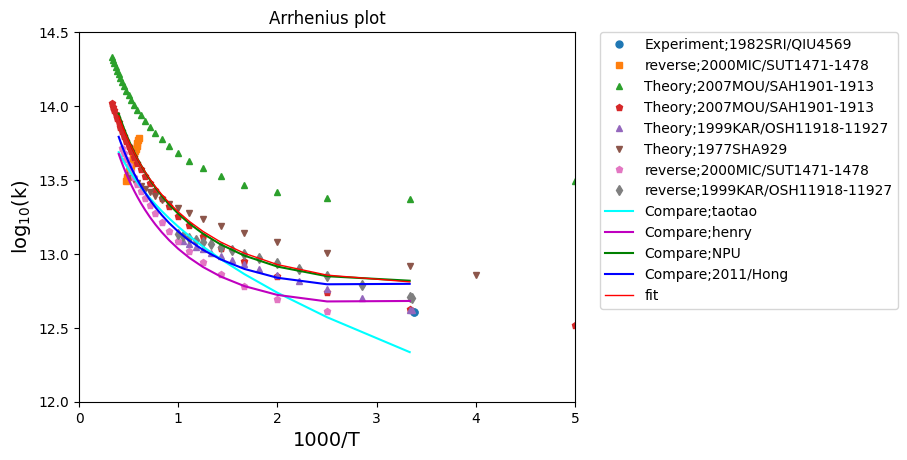 Arrhenius plot
14.5
14.0
13.5
13.0
12.5
12.0
log₁₀(k)
0 1 2 3 4 5
1000/T
Experiment;1982SRI/QIU4569
reverse;2000MIC/SUT1471-1478
Theory;2007MOU/SAH1901-1913
Theory;2007MOU/SAH1901-1913
Theory;1999KAR/OSH11918-11927
Theory;1977SHA929
reverse;2000MIC/SUT1471-1478
reverse;1999KAR/OSH11918-11927
Compare;taotao
Compare;henry
Compare;NPU
Compare;2011/Hong
fit